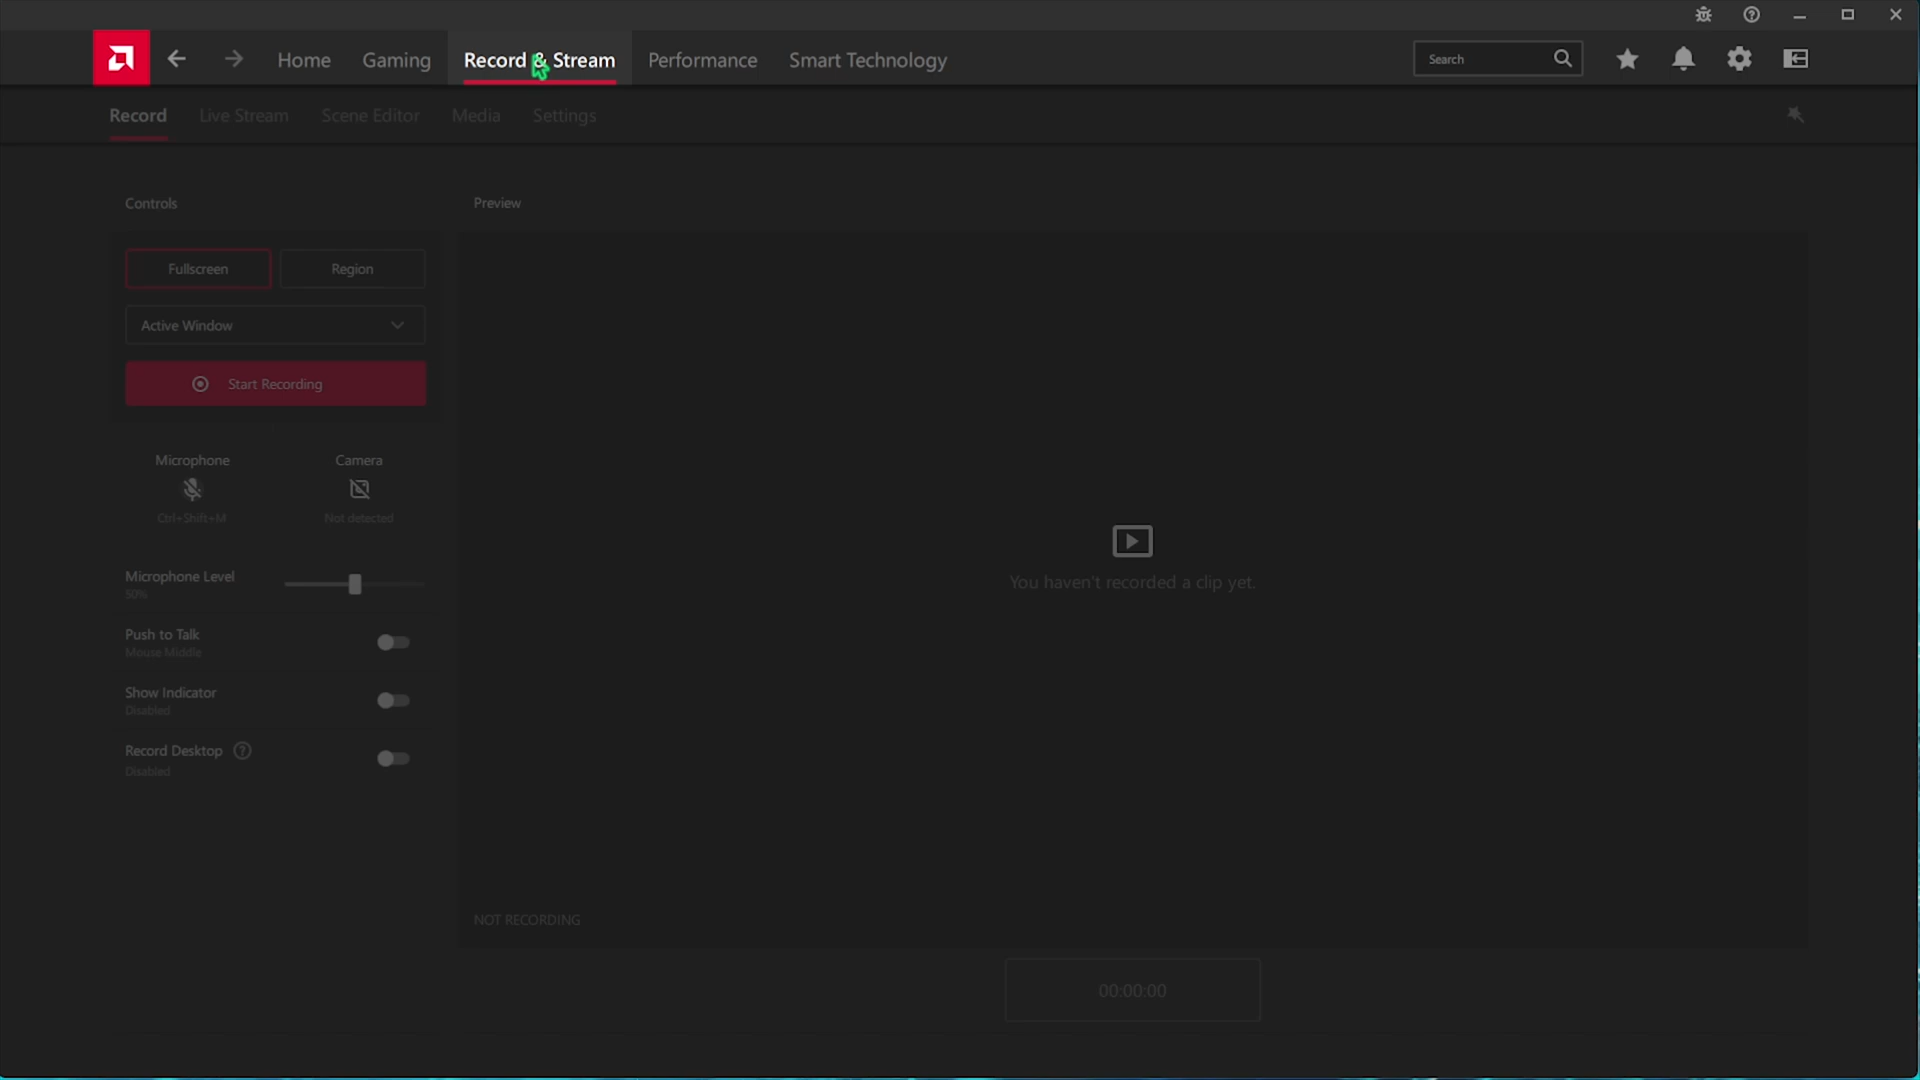 Home Gaming Record & Stream Performance Smart Technology Search
Record Live Stream Scene Editor Media Settings
Controls Preview
Fullscreen Region
Active Window
Start Recording
Microphone Camera
Ctrl+Shift+M Not detected
You haven't recorded a clip yet.
Microphone Level
50%
Push to Talk
Mouse Middle
Show Indicator
Disabled
Record Desktop ?
Disabled
NOT RECORDING
00:00:00